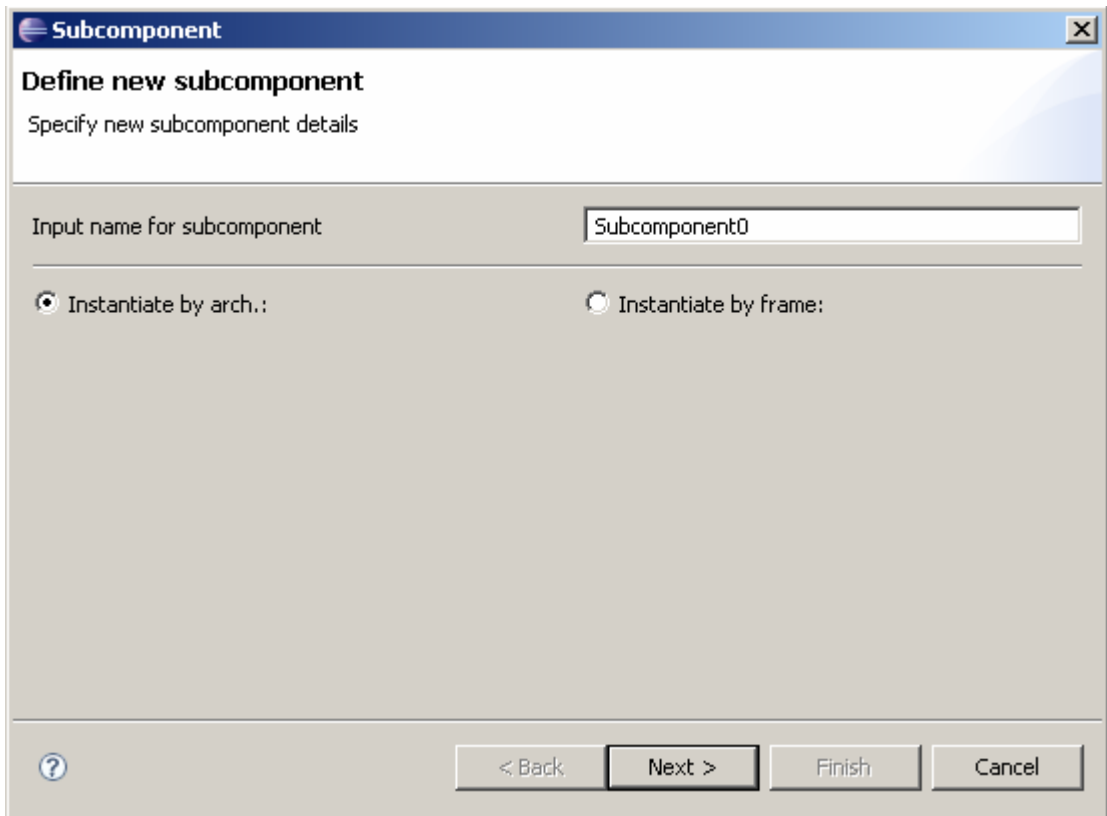 Subcomponent
Define new subcomponent
Specify new subcomponent details
Input name for subcomponent Subcomponent0
Instantiate by arch.: Instantiate by frame:
? < Back Next > Finish Cancel